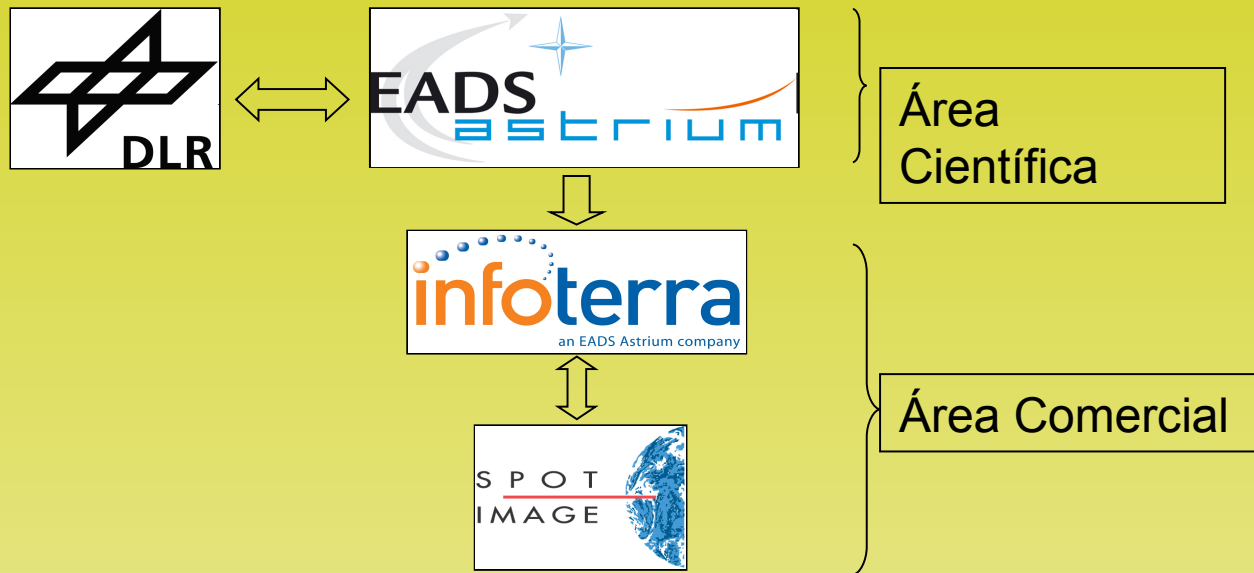 DLR
EADS
astrium
Área
Científica
infoterra
an EADS Astrium company
SPOT
IMAGE
Área Comercial